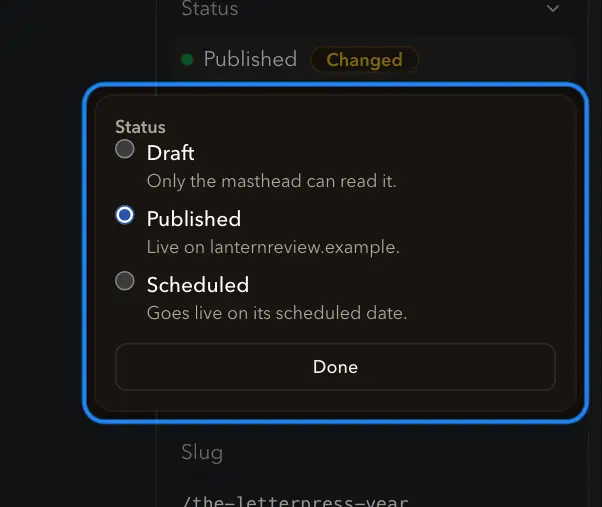 Status
Published Changed
Status
Draft
Only the masthead can read it.
Published
Live on lanternreview.example.
Scheduled
Goes live on its scheduled date.
Done
Slug
/the-letterpress-year